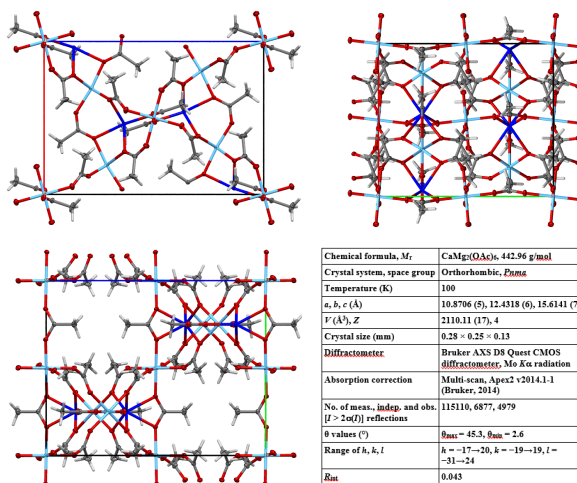 Chemical formula, Mr CaMg₂(OAc)₆, 442.96 g/mol
Crystal system, space group Orthorhombic, Pnma
Temperature (K) 100
a, b, c (Å) 10.8706 (5), 12.4318 (6), 15.6141 (7
V (Å³), Z 2110.11 (17), 4
Crystal size (mm) 0.28 × 0.25 × 0.13
Diffractometer Bruker AXS D8 Quest CMOS
diffractometer, Mo Kα radiation
Absorption correction Multi-scan, Apex2 v2014.1-1
(Bruker, 2014)
No. of meas., indep. and obs. 115110, 6877, 4979
[I > 2σ(I)] reflections
θ values (°) θmax = 45.3, θmin = 2.6
Range of h, k, l h = −17→20, k = −19→19, l =
−31→24
Rint 0.043